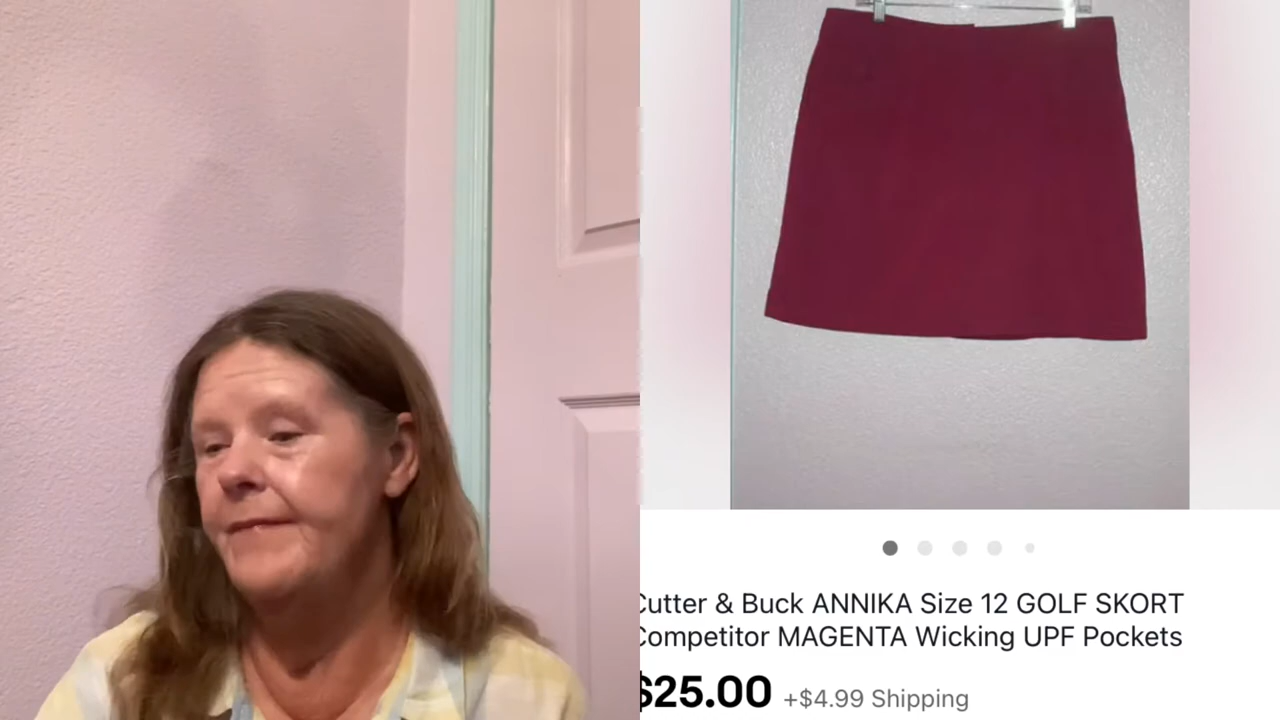 Cutter & Buck ANNIKA Size 12 GOLF SKORT
Competitor MAGENTA Wicking UPF Pockets
$25.00 +$4.99 Shipping